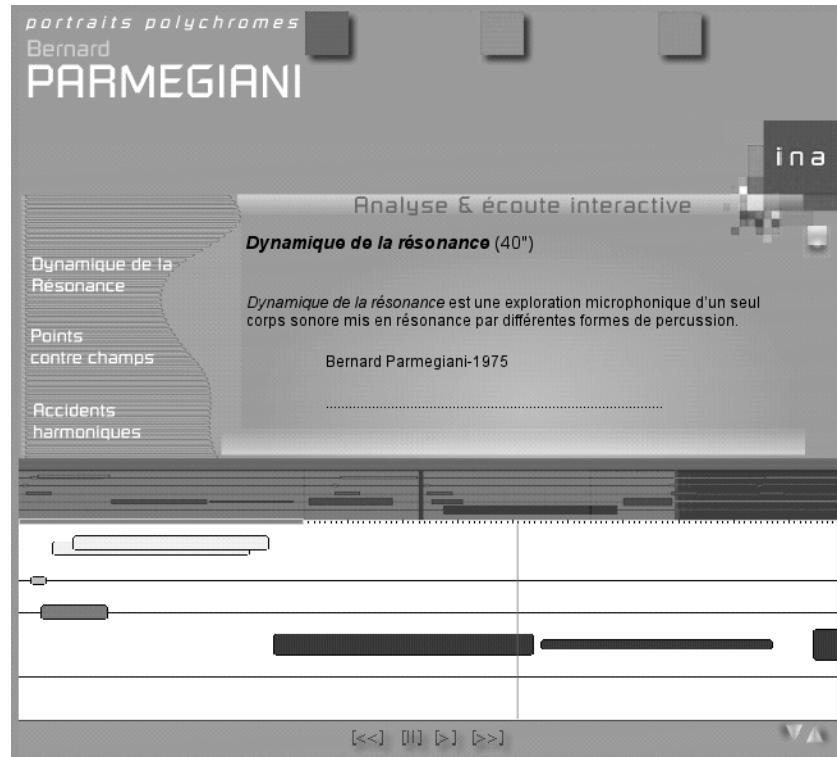 portraits polychromes
Bernard
PARMEGIANI
ina
Analyse & écoute interactive
Dynamique de la résonance (40")
Dynamique de la
Résonance
Dynamique de la résonance est une exploration microphonique d'un seul
corps sonore mis en résonance par différentes formes de percussion.
Points
contre champs
Bernard Parmegiani-1975
Accidents
harmoniques
[<<] [||] [>] [>>]